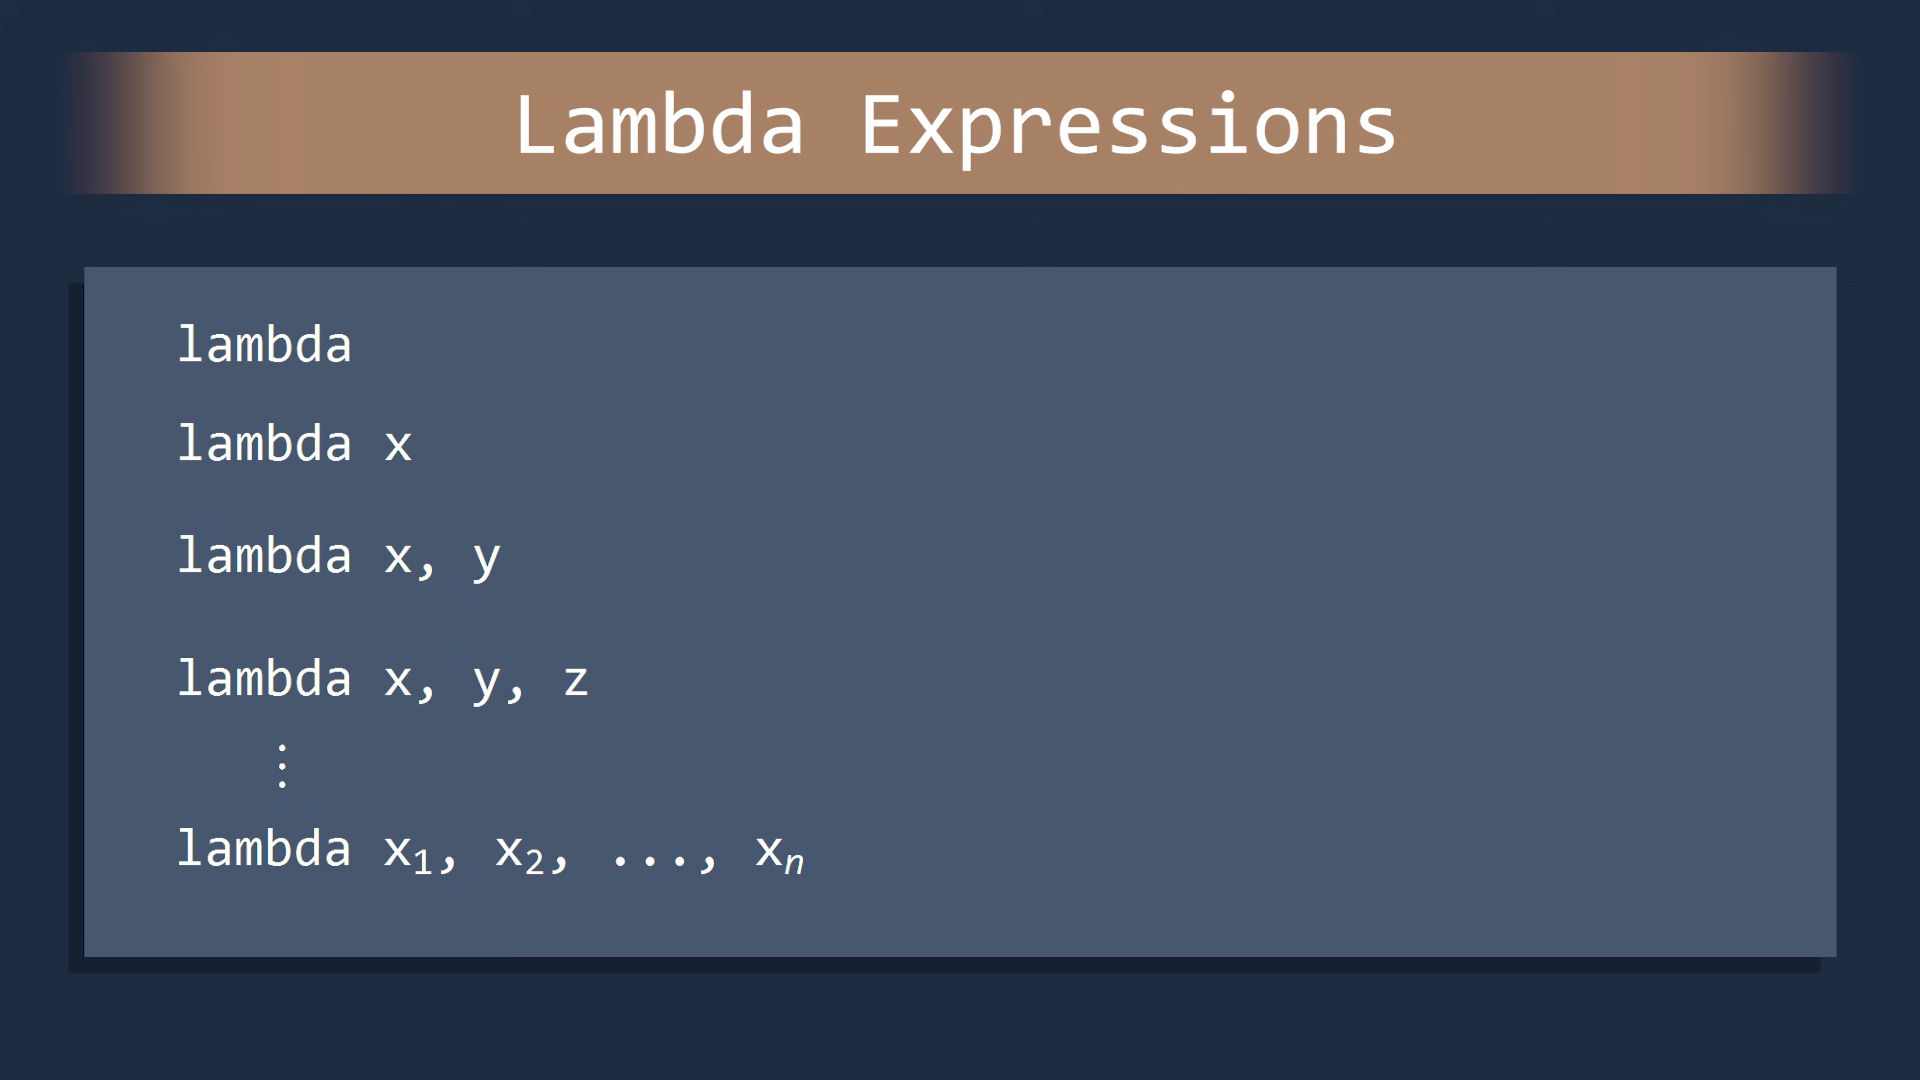 Lambda Expressions
lambda
lambda x
lambda x, y
lambda x, y, z
⋮
lambda x₁, x₂, ..., xₙ